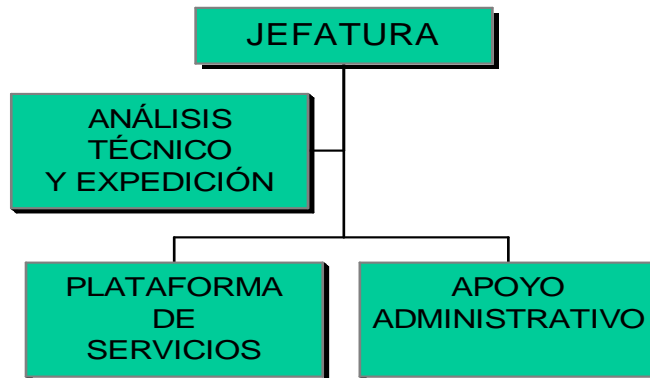 JEFATURA
ANÁLISIS
TÉCNICO
Y EXPEDICIÓN
PLATAFORMA
DE
SERVICIOS
APOYO
ADMINISTRATIVO